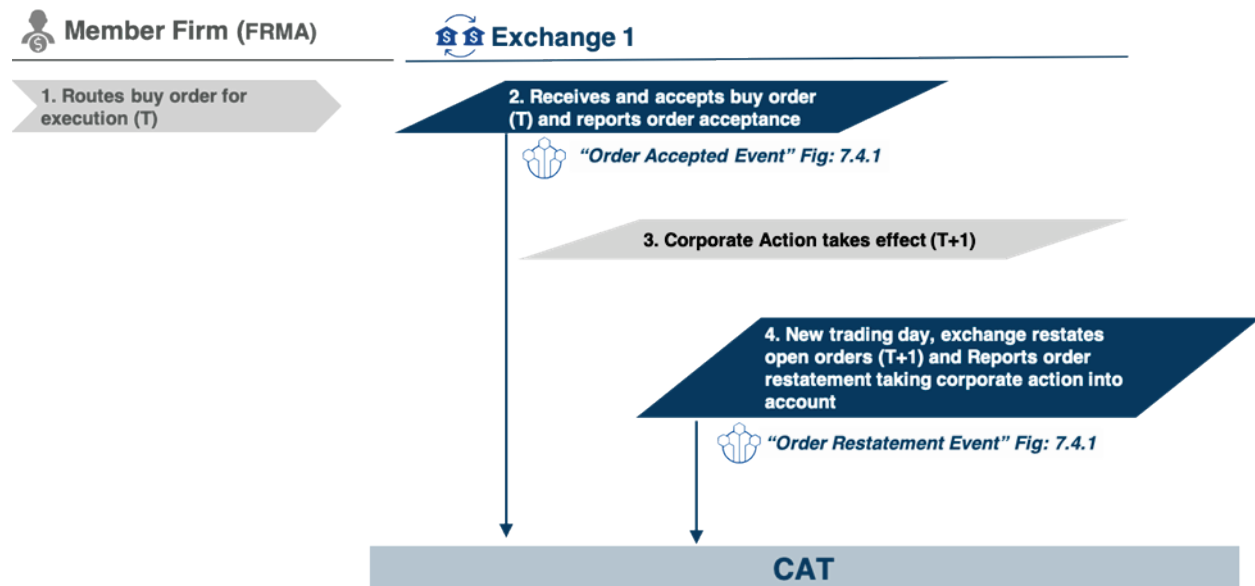 Member Firm (FRMA)
Exchange 1
1. Routes buy order for
execution (T)
2. Receives and accepts buy order
(T) and reports order acceptance
“Order Accepted Event” Fig: 7.4.1
3. Corporate Action takes effect (T+1)
4. New trading day, exchange restates
open orders (T+1) and Reports order
restatement taking corporate action into
account
“Order Restatement Event” Fig: 7.4.1
CAT